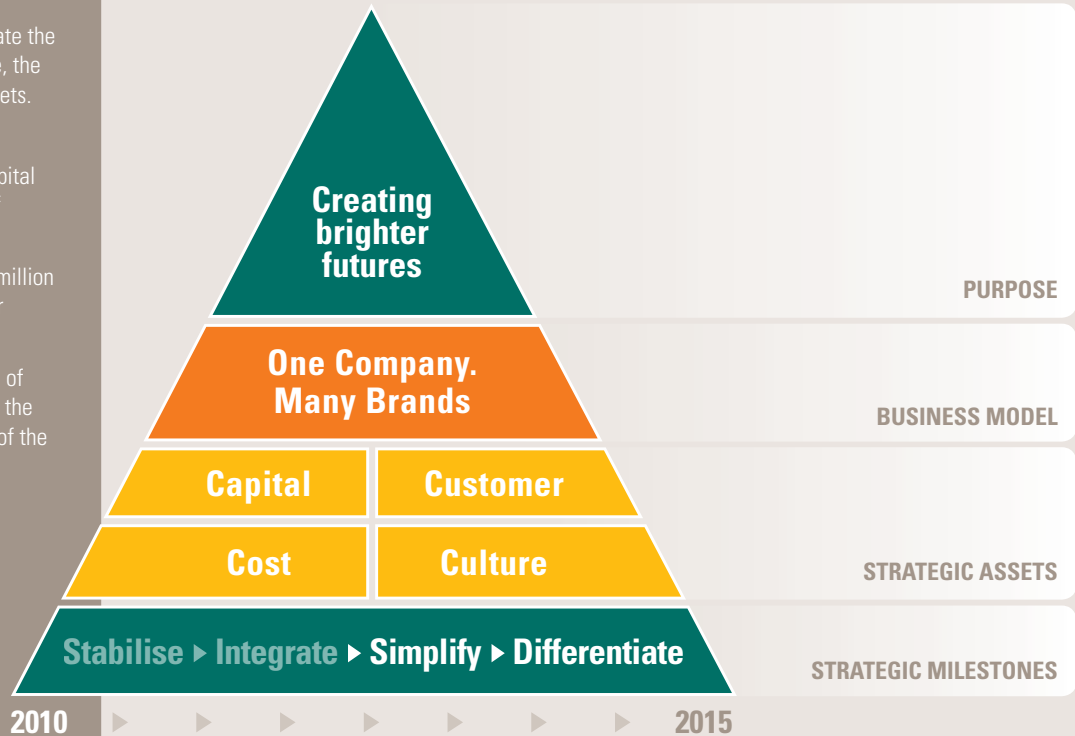 ate the
e, the
ets.
pital
million
r
of
the
of the
Creating
brighter
futures
PURPOSE
One Company.
Many Brands
BUSINESS MODEL
Capital Customer
Cost Culture
STRATEGIC ASSETS
Stabilise ▶ Integrate ▶ Simplify ▶ Differentiate
STRATEGIC MILESTONES
2010 ▶ ▶ ▶ ▶ ▶ ▶ ▶ 2015